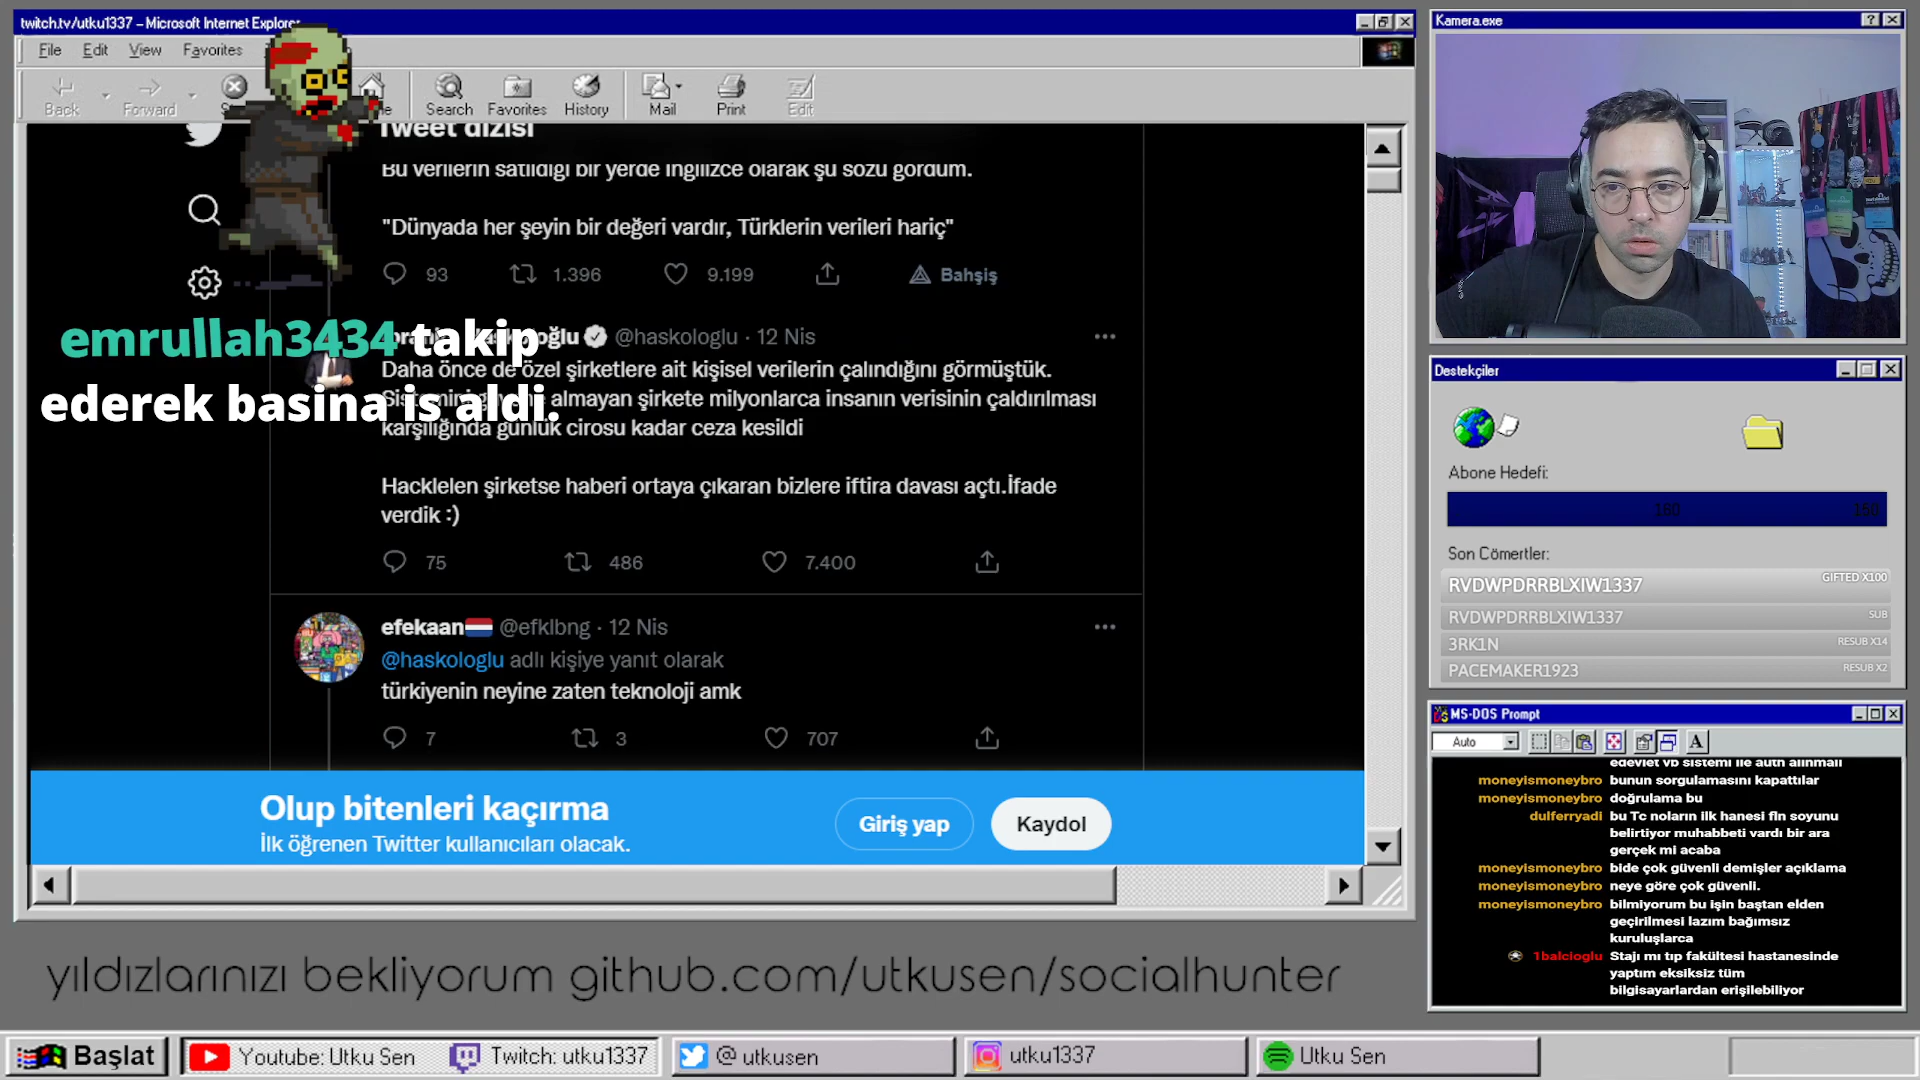 twitch.tv/utku1337 – Microsoft Internet Explorer
File Edit View Favorites
Back Forward Search Favorites History Mail Print Edit
Tweet dizisi
Bu verilerin satıldığı bir yerde İngilizce olarak şu sözü gördüm.
"Dünyada her şeyin bir değeri vardır, Türklerin verileri hariç"
93 1.396 9.199 Bahşiş
@haskologlu · 12 Nis
emrullah3434 takip
ederek basina is aldi.
Daha önce de özel şirketlere ait kişisel verilerin çalındığını görmüştük.
almayan şirkete milyonlarca insanın verisinin çaldırılması
karşılığında günlük cirosu kadar ceza kesildi
Hacklelen şirketse haberi ortaya çıkaran bizlere iftira davası açtı.İfade
verdik :)
75 486 7.400
efekaan @efklbng · 12 Nis
@haskologlu adlı kişiye yanıt olarak
türkiyenin neyine zaten teknoloji amk
7 3 707
Olup bitenleri kaçırma
İlk öğrenen Twitter kullanıcıları olacak.
Giriş yap Kaydol
yıldızlarınızı bekliyorum github.com/utkusen/socialhunter
Kamera.exe
Destekçiler
Abone Hedefi:
180 150
Son Cömertler:
RVDWPDRRBLXIW1337 GIFTED X100
RVDWPDRRBLXIW1337 SUB
3RK1N RESUB X14
PACEMAKER1923 RESUB X2
MS-DOS Prompt
Auto
A
edevlet vb sistemi ile auth alınmalı
moneyismoneybro bunun sorgulamasını kapattılar
moneyismoneybro doğrulama bu
dulferryadi bu Tc noların ilk hanesi fln soyunu
belirtiyor muhabbeti vardı bir ara
gerçek mi acaba
moneyismoneybro bide çok güvenli demişler açıklama
moneyismoneybro neye göre çok güvenli.
moneyismoneybro bilmiyorum bu işin baştan elden
geçirilmesi lazım bağımsız
kuruluşlarca
1balcioglu Stajı mı tıp fakültesi hastanesinde
yaptım eksiksiz tüm
bilgisayarlardan erişilebiliyor
Başlat Youtube: Utku Sen Twitch: utku1337 @utkusen utku1337 Utku Sen